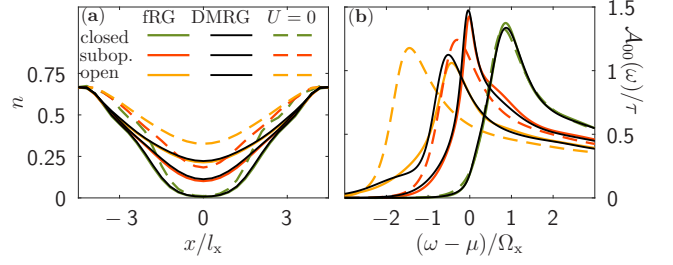 (a) fRG DMRG U = 0
closed
subop.
open
0.75
0.5
0.25
0
n
−3 0 3
x/l_x
(b)
1.5
1
0.5
0
𝒜₀₀(ω)/τ
−2 −1 0 1 2
(ω − μ)/Ω_x